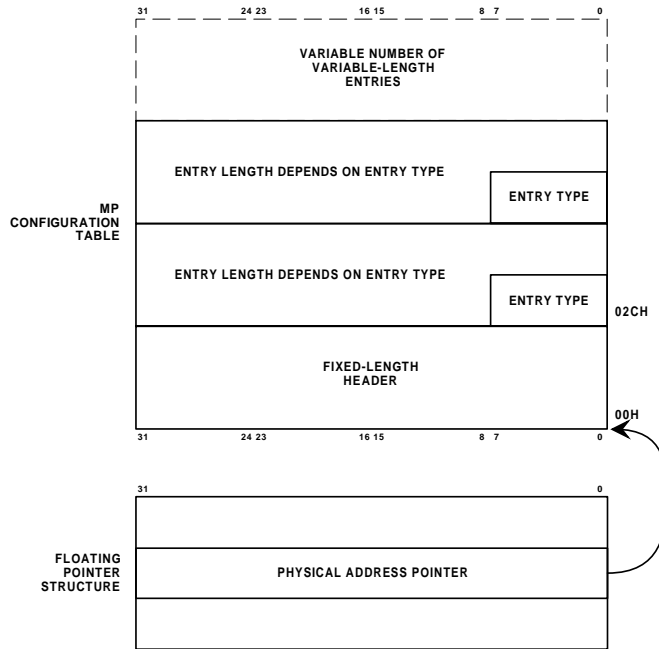 31 24 23 16 15 8 7 0
VARIABLE NUMBER OF
VARIABLE-LENGTH
ENTRIES
ENTRY LENGTH DEPENDS ON ENTRY TYPE
ENTRY TYPE
MP
CONFIGURATION
TABLE
ENTRY LENGTH DEPENDS ON ENTRY TYPE
ENTRY TYPE
02CH
FIXED-LENGTH
HEADER
00H
31 24 23 16 15 8 7 0
31 0
FLOATING
POINTER
STRUCTURE
PHYSICAL ADDRESS POINTER